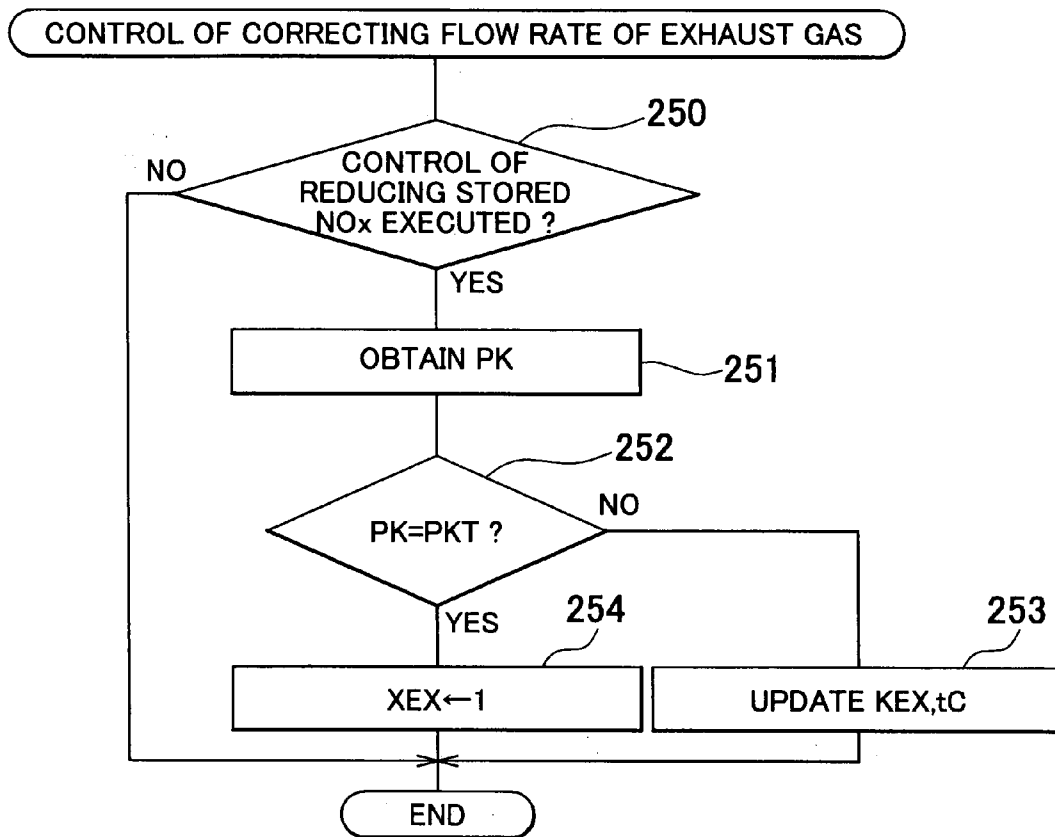 CONTROL OF CORRECTING FLOW RATE OF EXHAUST GAS
250
NO
CONTROL OF
REDUCING STORED
NOx EXECUTED ?
YES
OBTAIN PK
251
252
NO
PK=PKT ?
YES
254
253
XEX←1
UPDATE KEX,tC
END